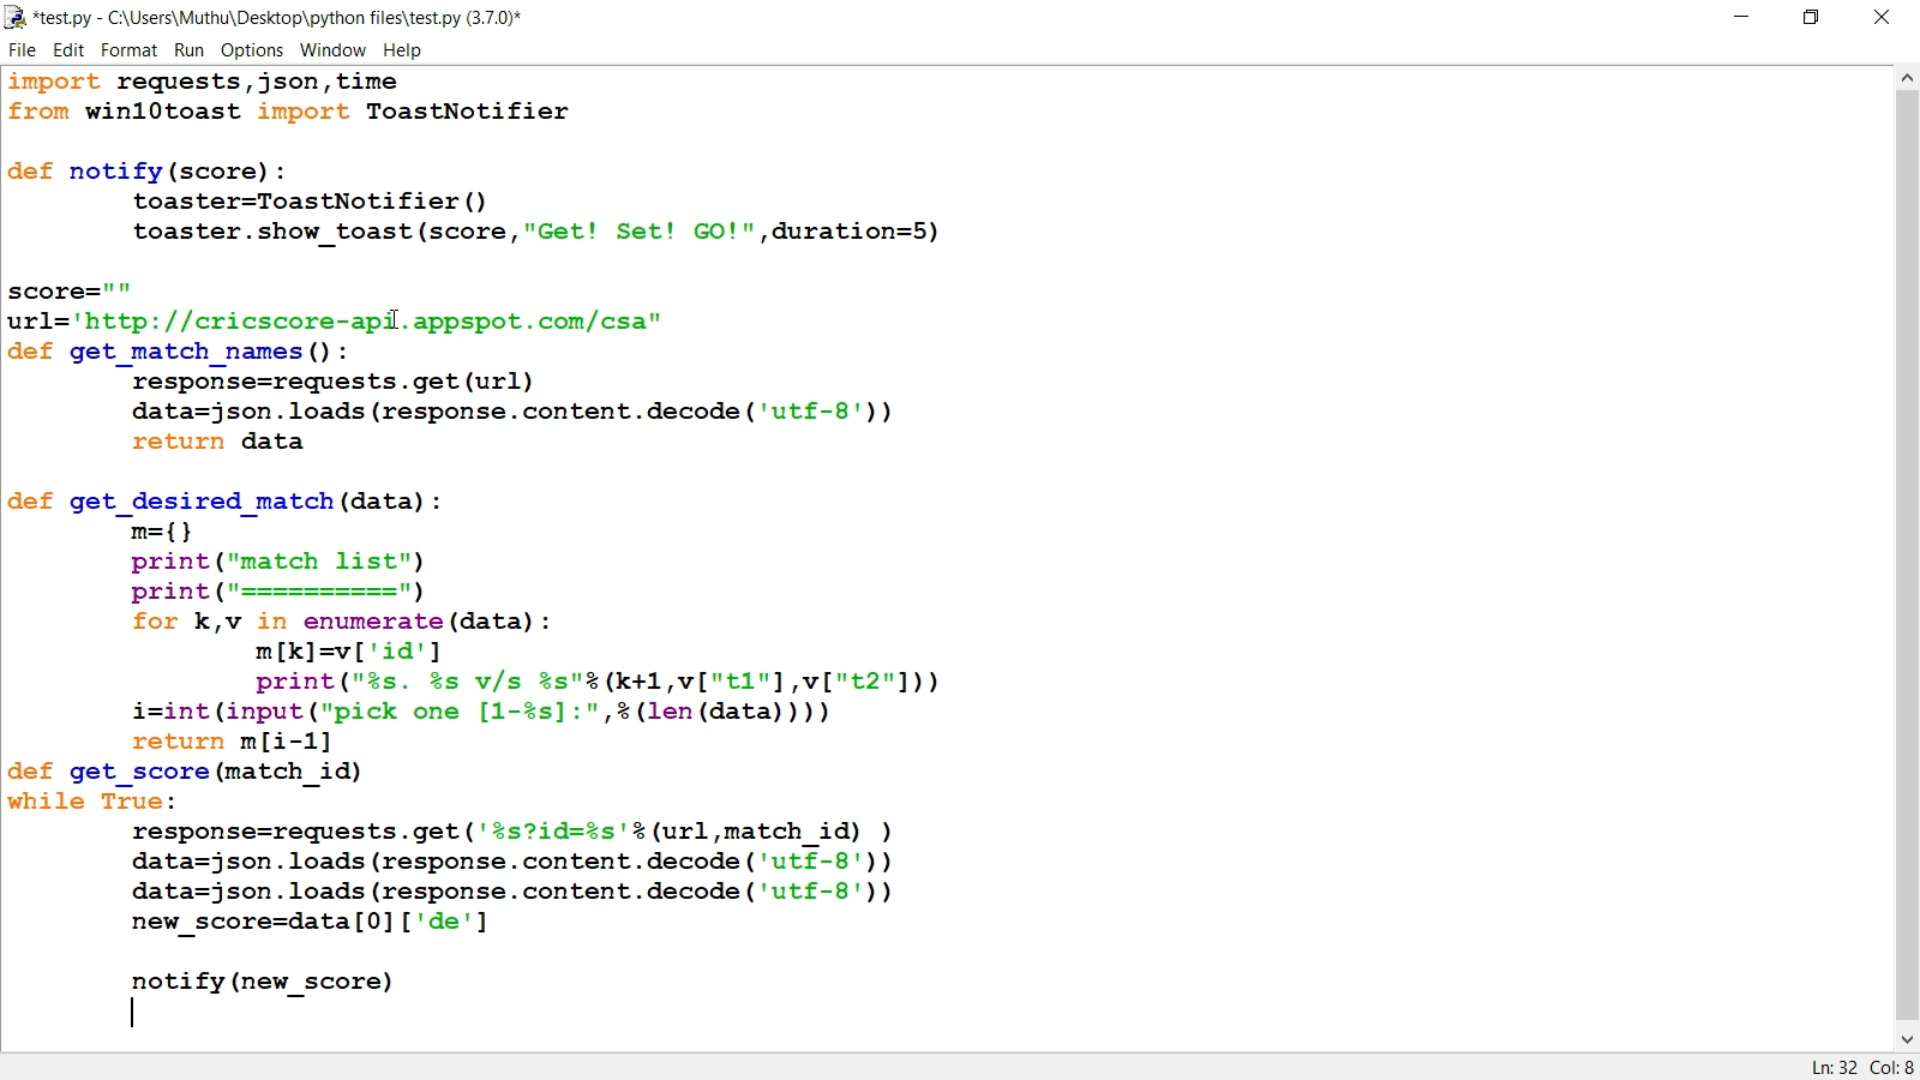 *test.py - C:\Users\Muthu\Desktop\python files\test.py (3.7.0)*
File Edit Format Run Options Window Help
import requests,json,time
from win10toast import ToastNotifier
def notify(score):
toaster=ToastNotifier()
toaster.show_toast(score,"Get! Set! GO!",duration=5)
score=""
url='http://cricscore-api.appspot.com/csa"
def get_match_names():
response=requests.get(url)
data=json.loads(response.content.decode('utf-8'))
return data
def get_desired_match(data):
m={}
print("match list")
print("==========")
for k,v in enumerate(data):
m[k]=v['id']
print("%s. %s v/s %s"%(k+1,v["t1"],v["t2"]))
i=int(input("pick one [1-%s]:",%(len(data))))
return m[i-1]
def get_score(match_id)
while True:
response=requests.get('%s?id=%s'%(url,match_id) )
data=json.loads(response.content.decode('utf-8'))
data=json.loads(response.content.decode('utf-8'))
new_score=data[0]['de']
notify(new_score)
Ln: 32 Col: 8